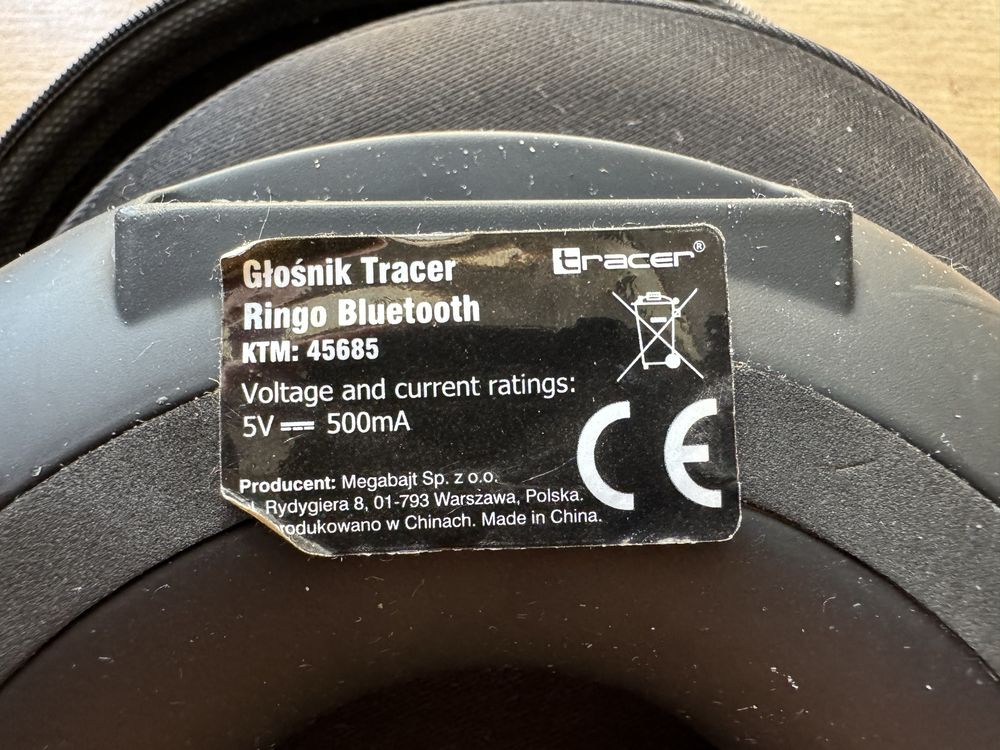 Głośnik Tracer
Ringo Bluetooth
KTM: 45685
tracer®
Voltage and current ratings:
5V ⎓ 500mA
CE
Producent: Megabajt Sp. z o.o.
Rydygiera 8, 01-793 Warszawa, Polska.
rodukowano w Chinach. Made in China.